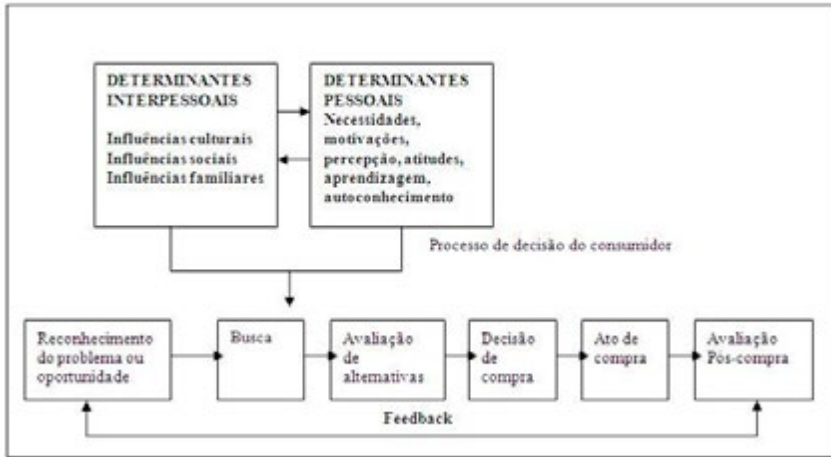 DETERMINANTES
INTERPESSOAIS
Influências culturais
Influências sociais
Influências familiares
DETERMINANTES
PESSOAIS
Necessidades,
motivações,
percepção, atitudes,
aprendizagem,
autoconhecimento
Processo de decisão do consumidor
Reconhecimento
do problema ou
oportunidade
Busca
Avaliação
de
alternativas
Decisão
de
compra
Ato de
compra
Avaliação
Pós-compra
Feedback